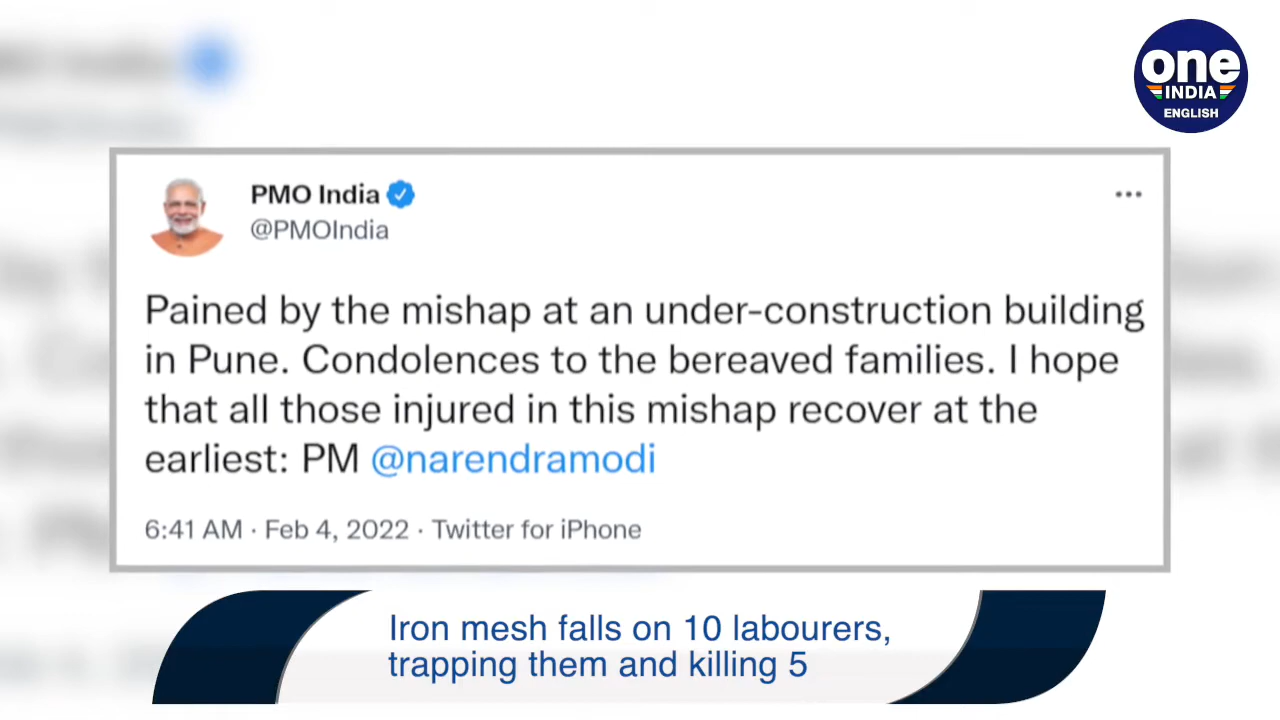 one
INDIA
ENGLISH
PMO India
@PMOIndia
Pained by the mishap at an under-construction building
in Pune. Condolences to the bereaved families. I hope
that all those injured in this mishap recover at the
earliest: PM @narendramodi
6:41 AM · Feb 4, 2022 · Twitter for iPhone
Iron mesh falls on 10 labourers,
trapping them and killing 5